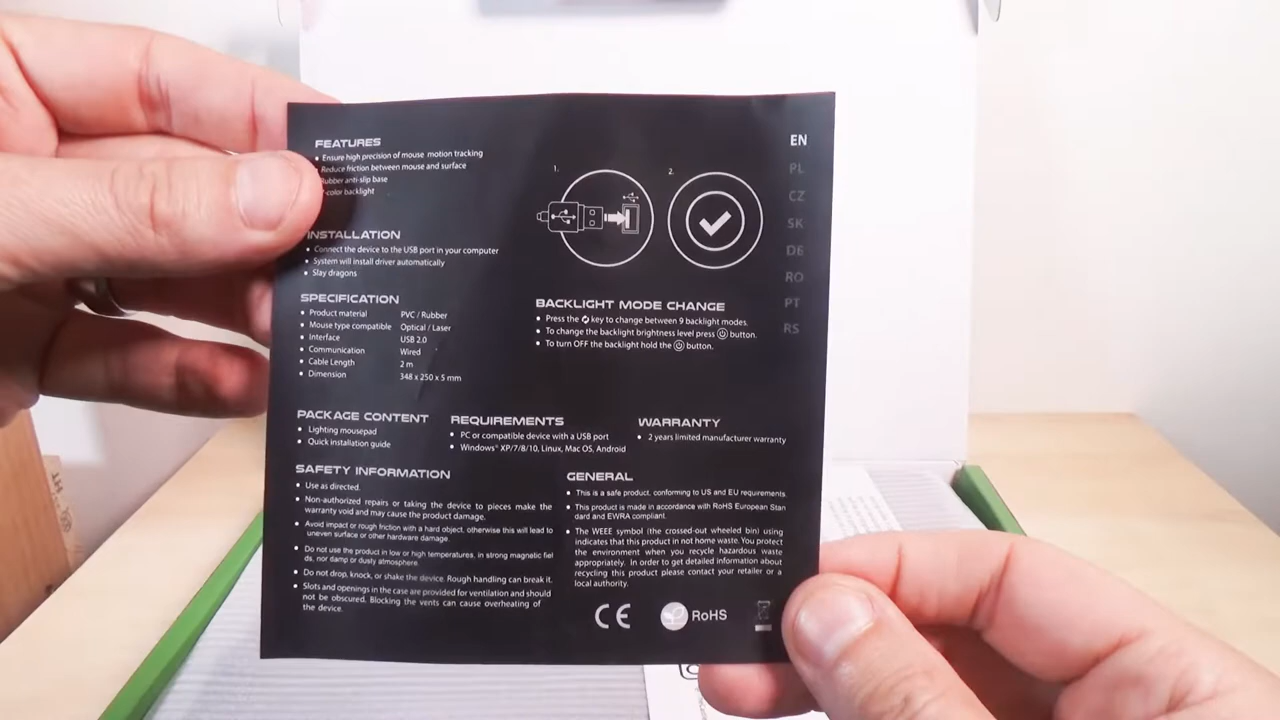 FEATURES
• Ensure high precision of mouse motion tracking
Reduce friction between mouse and surface
ubber anti-slip base
-color backlight
INSTALLATION
• Connect the device to the USB port in your computer
• System will install driver automatically
• Slay dragons
SPECIFICATION
• Product material PVC / Rubber
• Mouse type compatible Optical / Laser
• Interface USB 2.0
• Communication Wired
• Cable Length 2 m
• Dimension 348 x 250 x 5 mm
1.
2.
EN
PL
CZ
SK
DE
RO
PT
RS
BACKLIGHT MODE CHANGE
• Press the key to change between 9 backlight modes.
• To change the backlight brightness level press button.
• To turn OFF the backlight hold the button.
PACKAGE CONTENT
• Lighting mousepad
• Quick installation guide
REQUIREMENTS
• PC or compatible device with a USB port
• Windows® XP/7/8/10, Linux, Mac OS, Android
WARRANTY
• 2 years limited manufacturer warranty
SAFETY INFORMATION
• Use as directed.
• Non-authorized repairs or taking the device to pieces make the
warranty void and may cause the product damage.
• Avoid impact or rough friction with a hard object, otherwise this will lead to
uneven surface or other hardware damage.
• Do not use the product in low or high temperatures, in strong magnetic fiel
ds, nor damp or dusty atmosphere.
• Do not drop, knock, or shake the device. Rough handling can break it.
• Slots and openings in the case are provided for ventilation and should
not be obscured. Blocking the vents can cause overheating of
the device.
GENERAL
• This is a safe product, conforming to US and EU requirements.
• This product is made in accordance with RoHS European Stan
dard and EWRA compliant.
• The WEEE symbol (the crossed-out wheeled bin) using
indicates that this product in not home waste. You protect
the environment when you recycle hazardous waste
appropriately. In order to get detailed information about
recycling this product please contact your retailer or a
local authority.
CE
RoHS